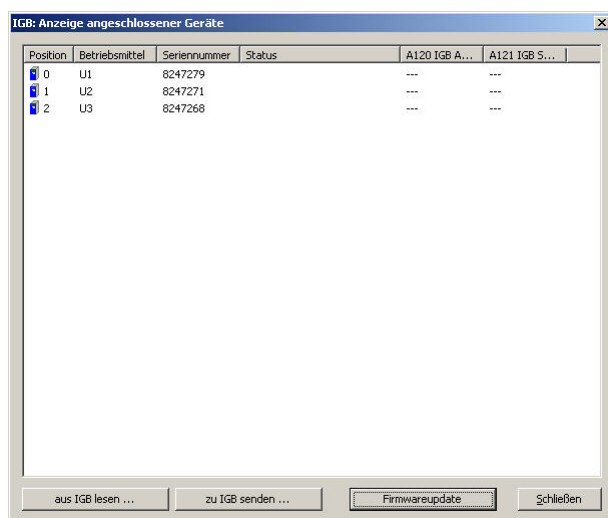 IGB: Anzeige angeschlossener Geräte
Position Betriebsmittel Seriennummer Status A120 IGB A... A121 IGB S...
0 U1 8247279 --- ---
1 U2 8247271 --- ---
2 U3 8247268 --- ---
aus IGB lesen ... zu IGB senden ... Firmwareupdate Schließen